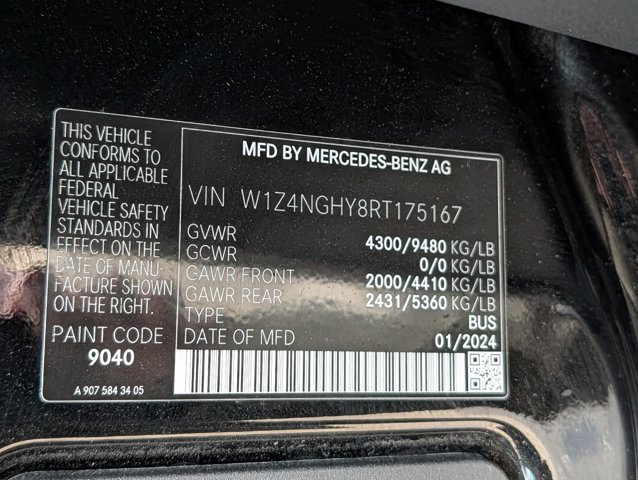 THIS VEHICLE
CONFORMS TO
ALL APPLICABLE
FEDERAL
VEHICLE SAFETY
STANDARDS IN
EFFECT ON THE
DATE OF MANU-
FACTURE SHOWN
ON THE RIGHT.
PAINT CODE
9040
A 907 584 34 05
MFD BY MERCEDES-BENZ AG
VIN W1Z4NGHY8RT175167
GVWR 4300/9480 KG/LB
GCWR 0/0 KG/LB
GAWR FRONT 2000/4410 KG/LB
GAWR REAR 2431/5360 KG/LB
TYPE BUS
DATE OF MFD 01/2024